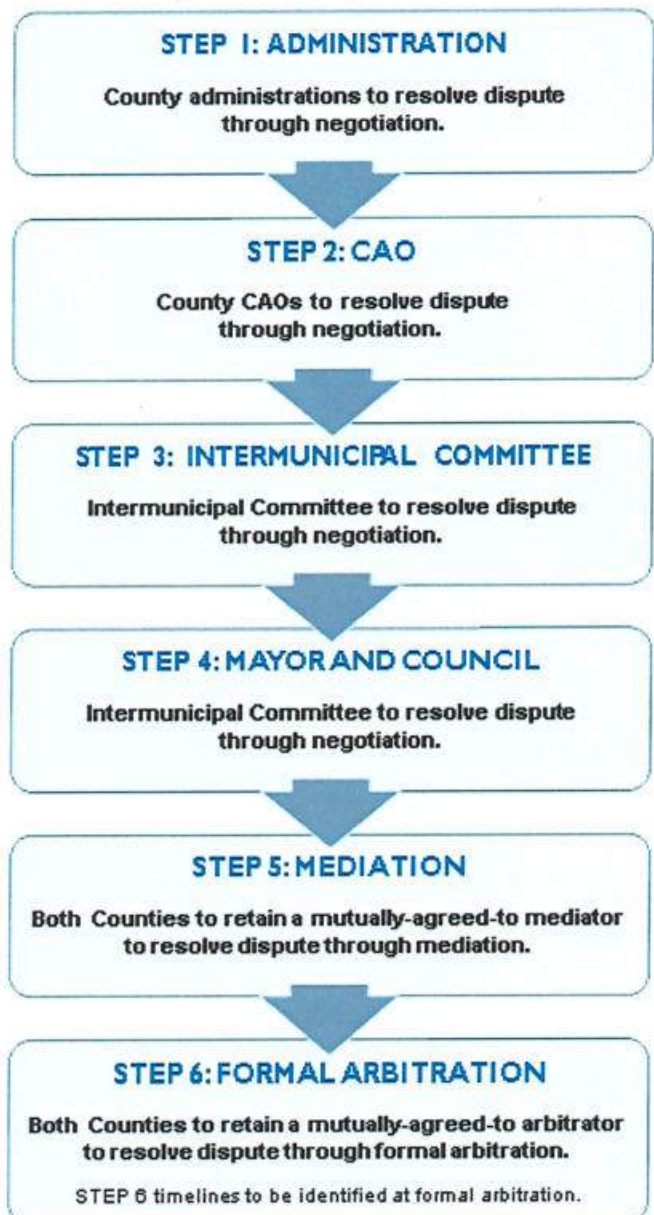 STEP 1: ADMINISTRATION
County administrations to resolve dispute
through negotiation.
STEP 2: CAO
County CAOs to resolve dispute
through negotiation.
STEP 3: INTERMUNICIPAL COMMITTEE
Intermunicipal Committee to resolve dispute
through negotiation.
STEP 4: MAYOR AND COUNCIL
Intermunicipal Committee to resolve dispute
through negotiation.
STEP 5: MEDIATION
Both Counties to retain a mutually-agreed-to mediator
to resolve dispute through mediation.
STEP 6: FORMAL ARBITRATION
Both Counties to retain a mutually-agreed-to arbitrator
to resolve dispute through formal arbitration.
STEP 6 timelines to be identified at formal arbitration.